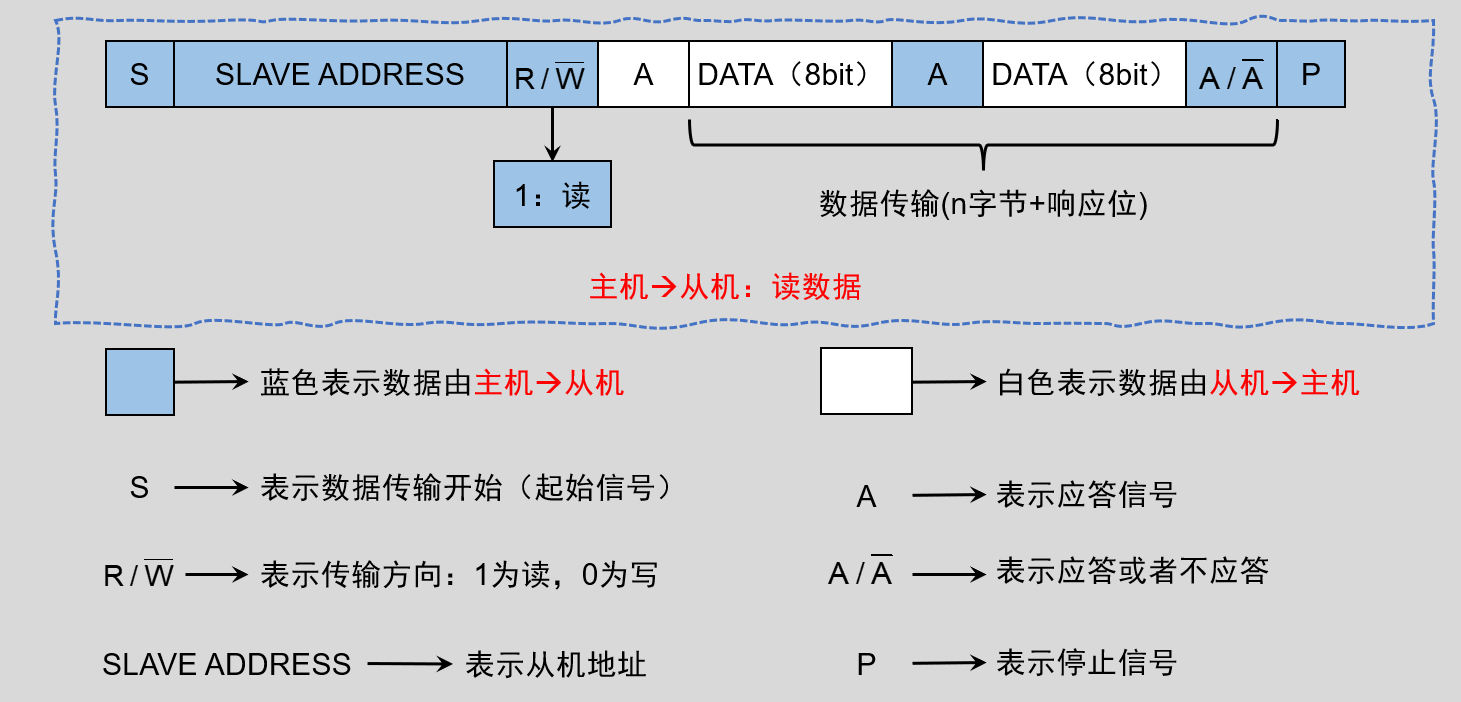 S SLAVE ADDRESS R / W̅ A DATA（8bit） A DATA（8bit） A / A̅ P
1：读
数据传输(n字节+响应位)
主机→从机：读数据
蓝色表示数据由主机→从机
白色表示数据由从机→主机
S → 表示数据传输开始（起始信号）
A → 表示应答信号
R / W̅ → 表示传输方向：1为读，0为写
A / A̅ → 表示应答或者不应答
SLAVE ADDRESS → 表示从机地址
P → 表示停止信号